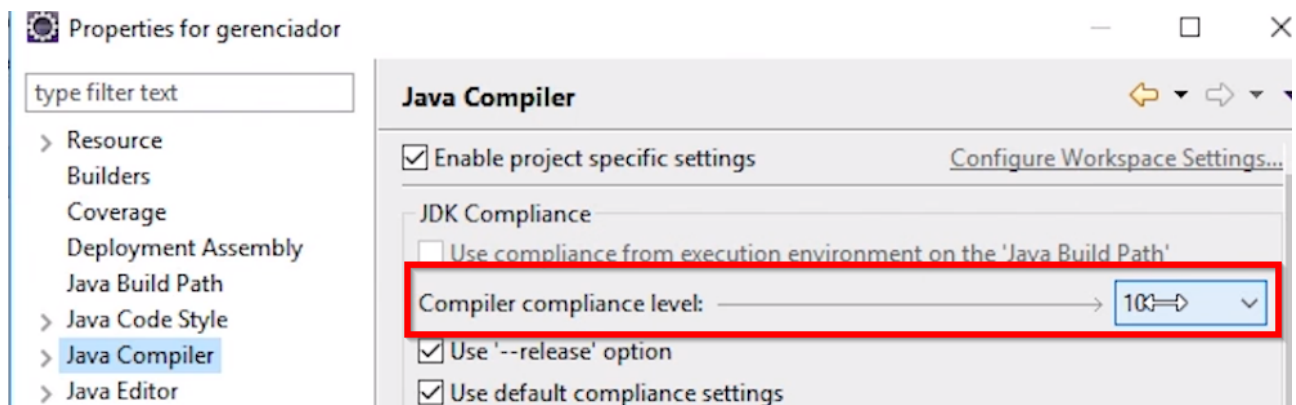 Properties for gerenciador
type filter text
Resource
Builders
Coverage
Deployment Assembly
Java Build Path
Java Code Style
Java Compiler
Java Editor
Java Compiler
Enable project specific settings
Configure Workspace Settings...
JDK Compliance
Use compliance from execution environment on the 'Java Build Path'
Compiler compliance level:
10
Use '--release' option
Use default compliance settings